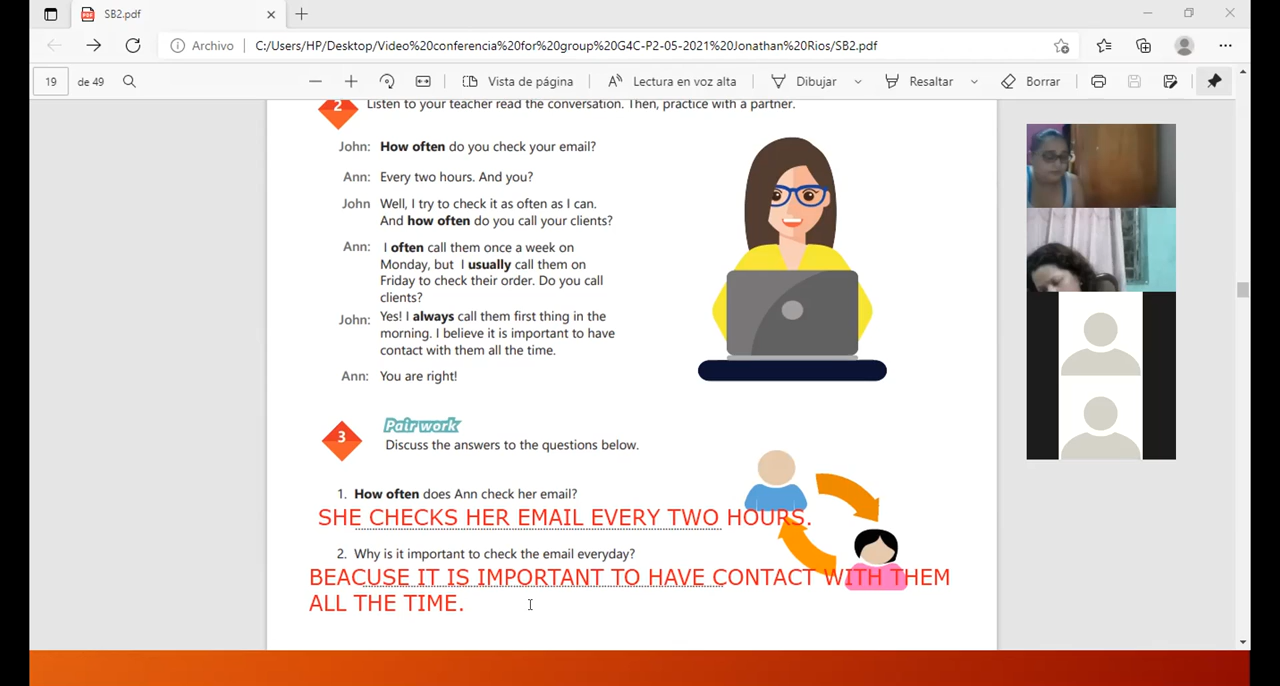 SB2.pdf
Archivo C:/Users/HP/Desktop/Video%20conferencia%20for%20group%20G4C-P2-05-2021%20Jonathan%20Rios/SB2.pdf
19 de 49 Vista de página Lectura en voz alta Dibujar Resaltar Borrar
2 Listen to your teacher read the conversation. Then, practice with a partner.
John: How often do you check your email?
Ann: Every two hours. And you?
John Well, I try to check it as often as I can.
And how often do you call your clients?
Ann: I often call them once a week on
Monday, but I usually call them on
Friday to check their order. Do you call
clients?
John: Yes! I always call them first thing in the
morning. I believe it is important to have
contact with them all the time.
Ann: You are right!
Pair work
3 Discuss the answers to the questions below.
1. How often does Ann check her email?
SHE CHECKS HER EMAIL EVERY TWO HOURS.
2. Why is it important to check the email everyday?
BEACUSE IT IS IMPORTANT TO HAVE CONTACT WITH THEM
ALL THE TIME.